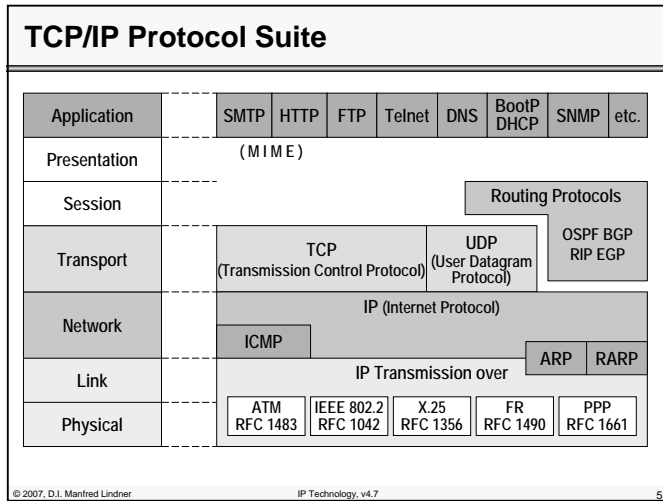 TCP/IP Protocol Suite
Application
SMTP HTTP FTP Telnet DNS BootP DHCP SNMP etc.
Presentation
( M I M E )
Session
Routing Protocols
OSPF BGP
RIP EGP
Transport
TCP
(Transmission Control Protocol)
UDP
(User Datagram
Protocol)
Network
IP (Internet Protocol)
ICMP
ARP RARP
Link
IP Transmission over
Physical
ATM
RFC 1483
IEEE 802.2
RFC 1042
X.25
RFC 1356
FR
RFC 1490
PPP
RFC 1661
© 2007, D.I. Manfred Lindner
IP Technology, v4.7
5